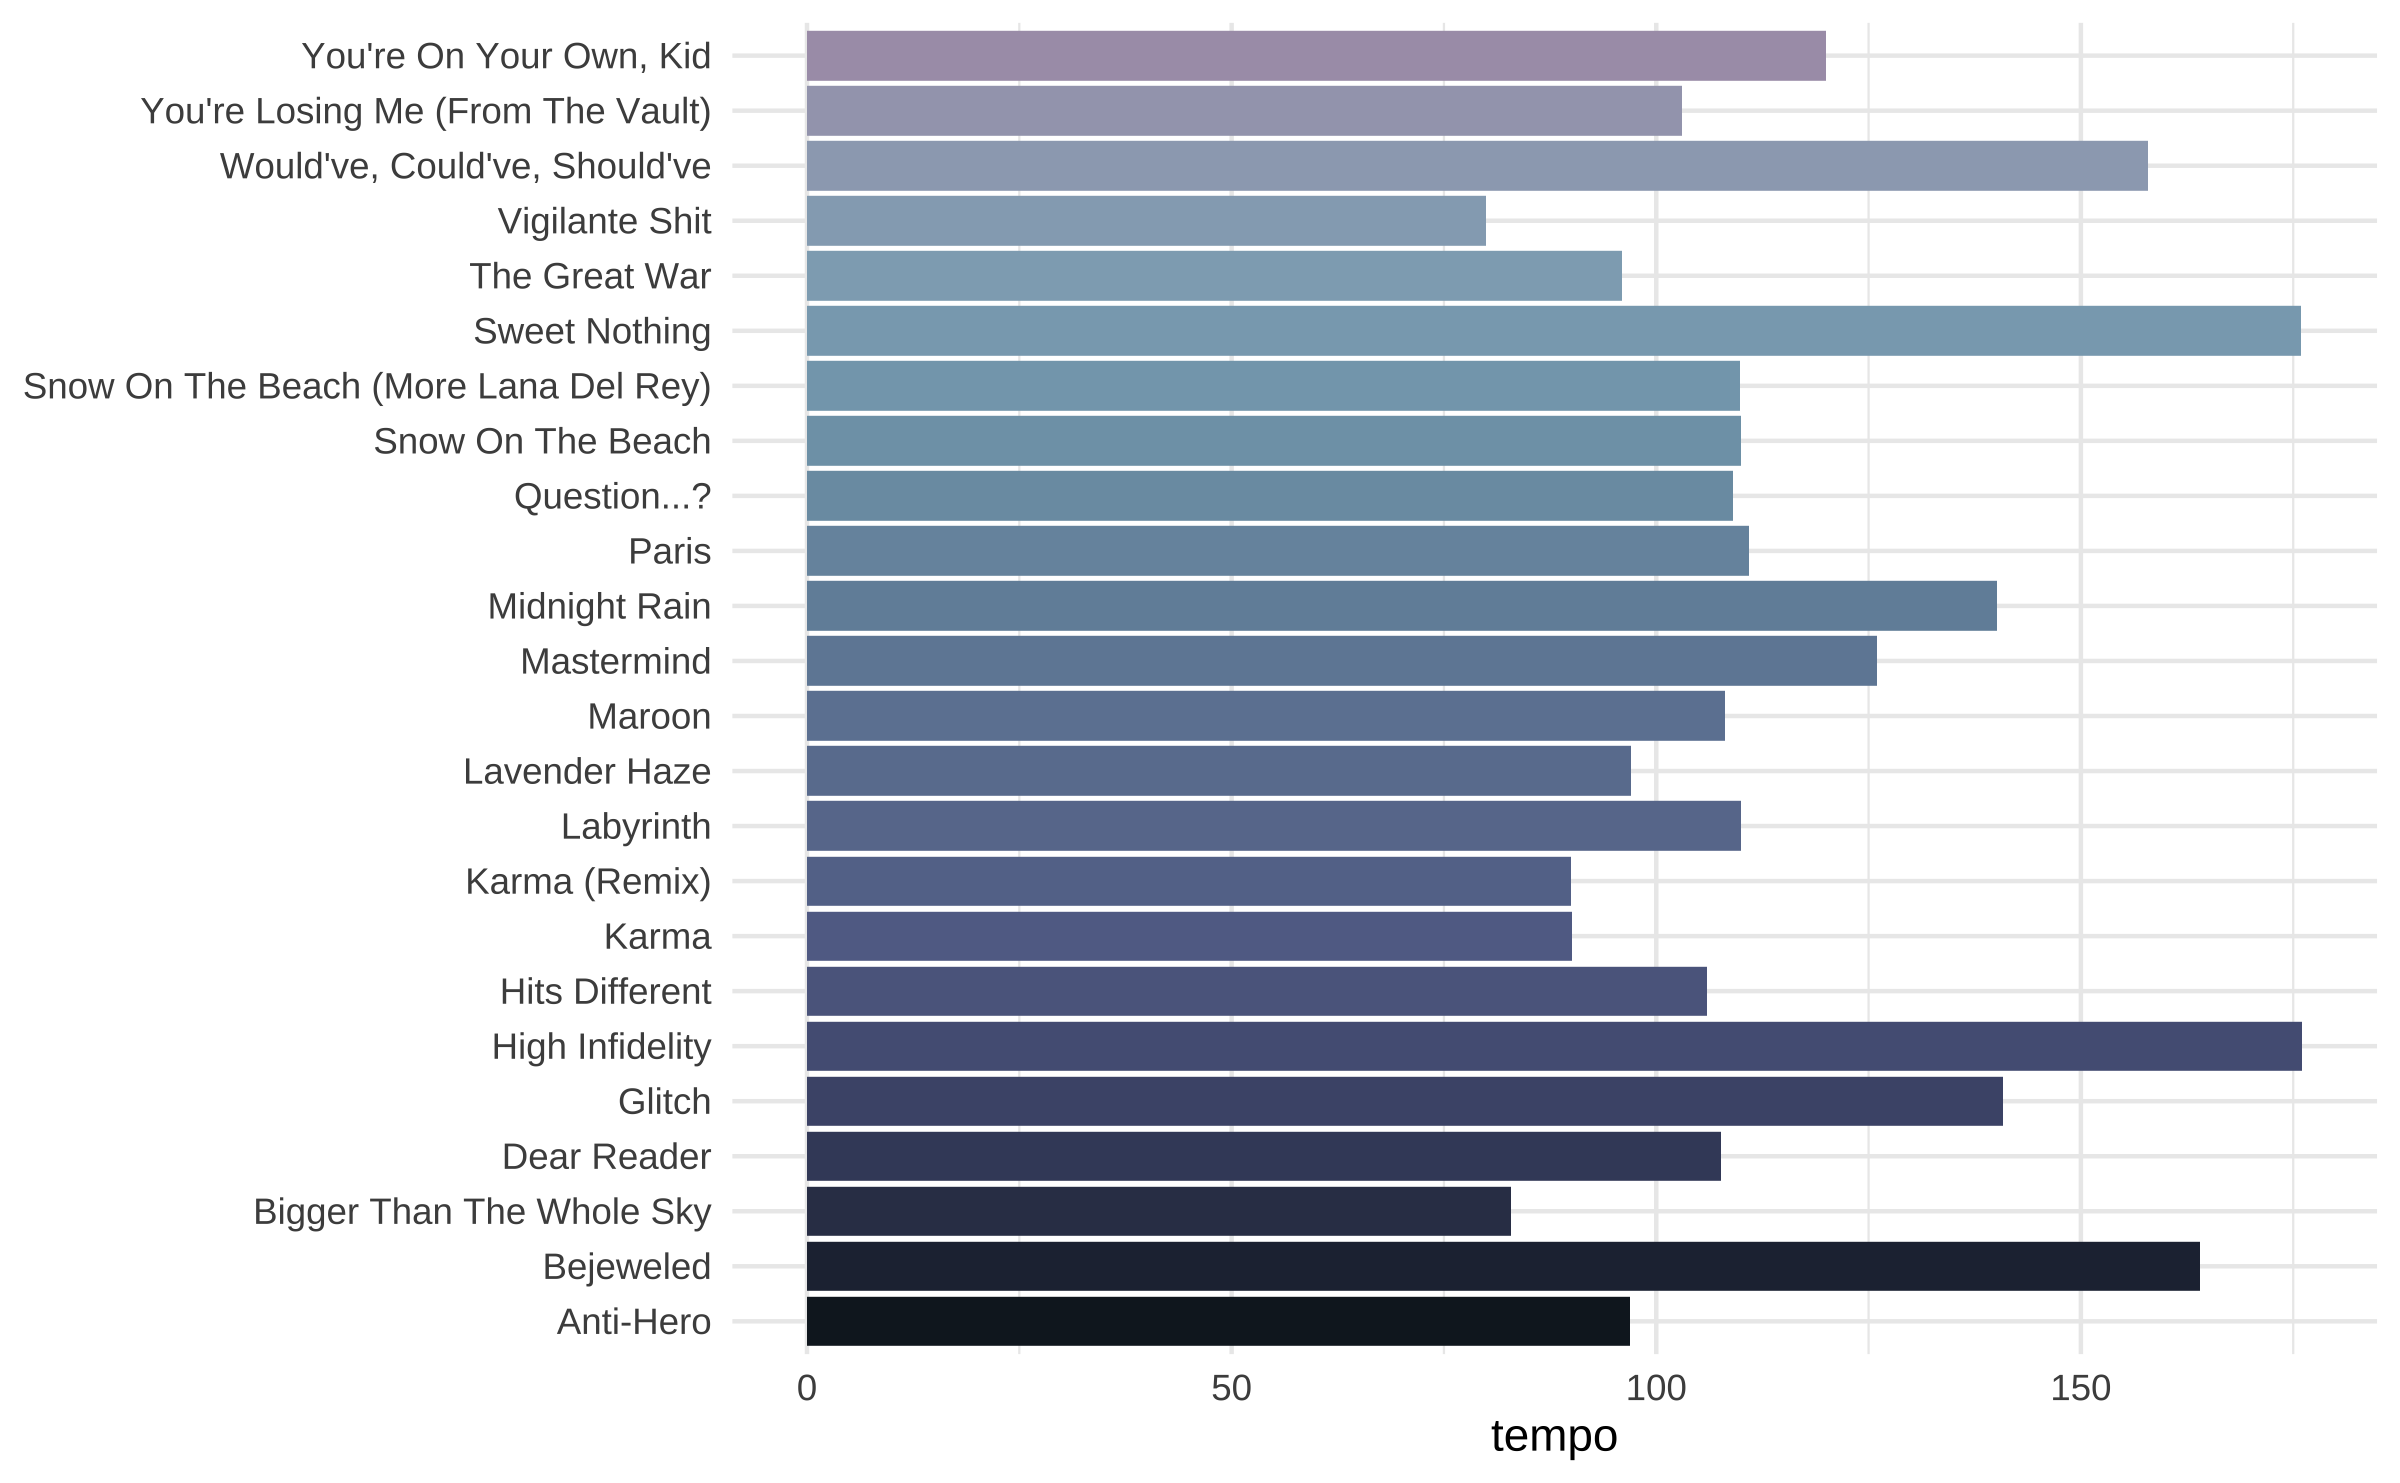 You're On Your Own, Kid
You're Losing Me (From The Vault)
Would've, Could've, Should've
Vigilante Shit
The Great War
Sweet Nothing
Snow On The Beach (More Lana Del Rey)
Snow On The Beach
Question...?
Paris
Midnight Rain
Mastermind
Maroon
Lavender Haze
Labyrinth
Karma (Remix)
Karma
Hits Different
High Infidelity
Glitch
Dear Reader
Bigger Than The Whole Sky
Bejeweled
Anti-Hero
0 50 100 150
tempo